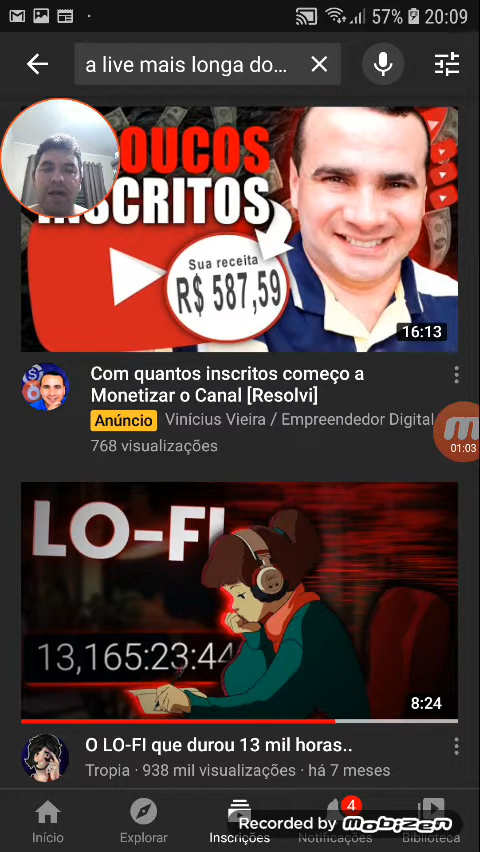 57% 20:09
a live mais longa do...
OUCOS
INSCRITOS
Sua receita
R$ 587,59
16:13
Com quantos inscritos começo a
Monetizar o Canal [Resolvi]
Anúncio Vinícius Vieira / Empreendedor Digital
768 visualizações
01:03
LO-FI
13,165:23:44
8:24
O LO-FI que durou 13 mil horas..
Tropia · 938 mil visualizações · há 7 meses
4
Início Explorar Inscrições Notificações Biblioteca
Recorded by mobizen